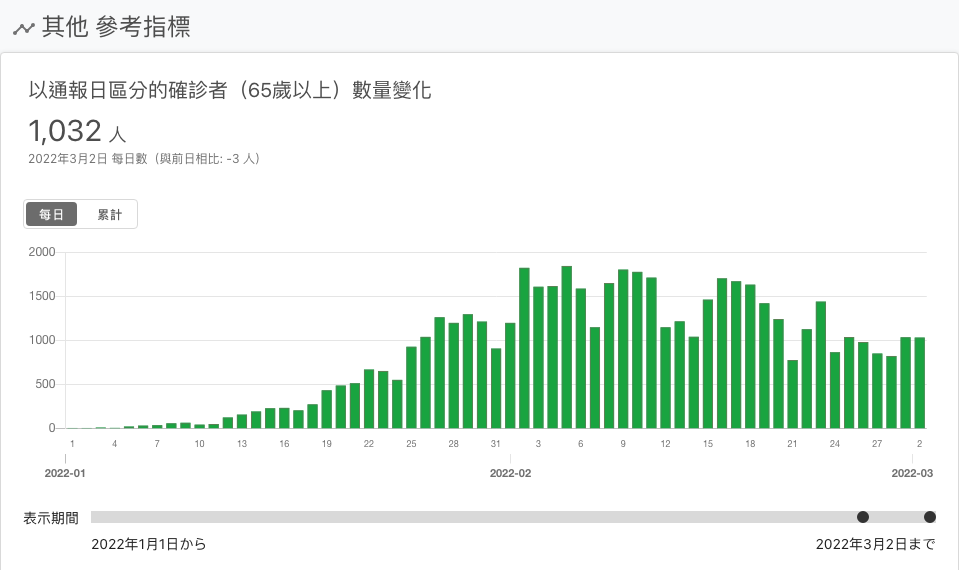 其他 參考指標
以通報日區分的確診者（65歲以上）數量變化
1,032 人
2022年3月2日 每日數（與前日相比: -3 人）
每日 累計
2000
1500
1000
500
0
1 4 7 10 13 16 19 22 25 28 31 3 6 9 12 15 18 21 24 27 2
2022-01 2022-02 2022-03
表示期間
2022年1月1日から 2022年3月2日まで